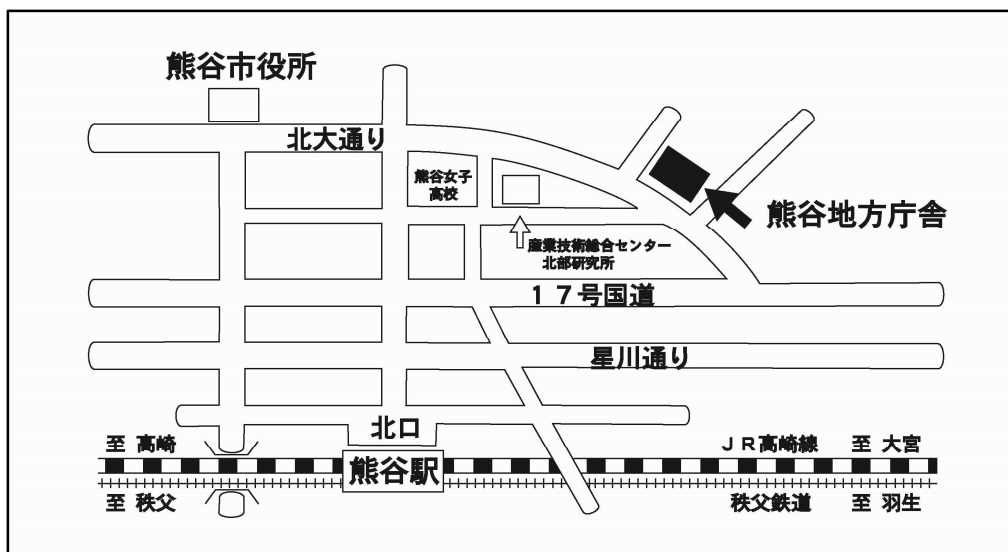 熊谷市役所
北大通り
熊谷女子
高校
熊谷地方庁舎
産業技術総合センター
北部研究所
17号国道
星川通り
北口
至 高崎
JR高崎線
至 大宮
熊谷駅
至 秩父
秩父鉄道
至 羽生